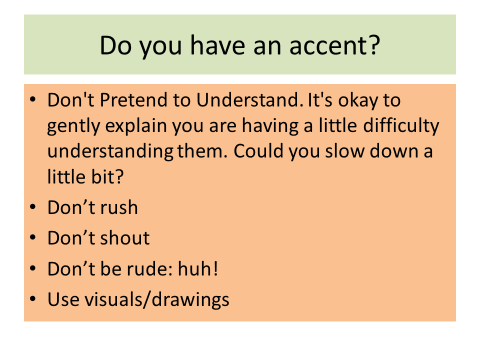 Do you have an accent?
• Don't Pretend to Understand. It's okay to
gently explain you are having a little difficulty
understanding them. Could you slow down a
little bit?
• Don’t rush
• Don’t shout
• Don’t be rude: huh!
• Use visuals/drawings